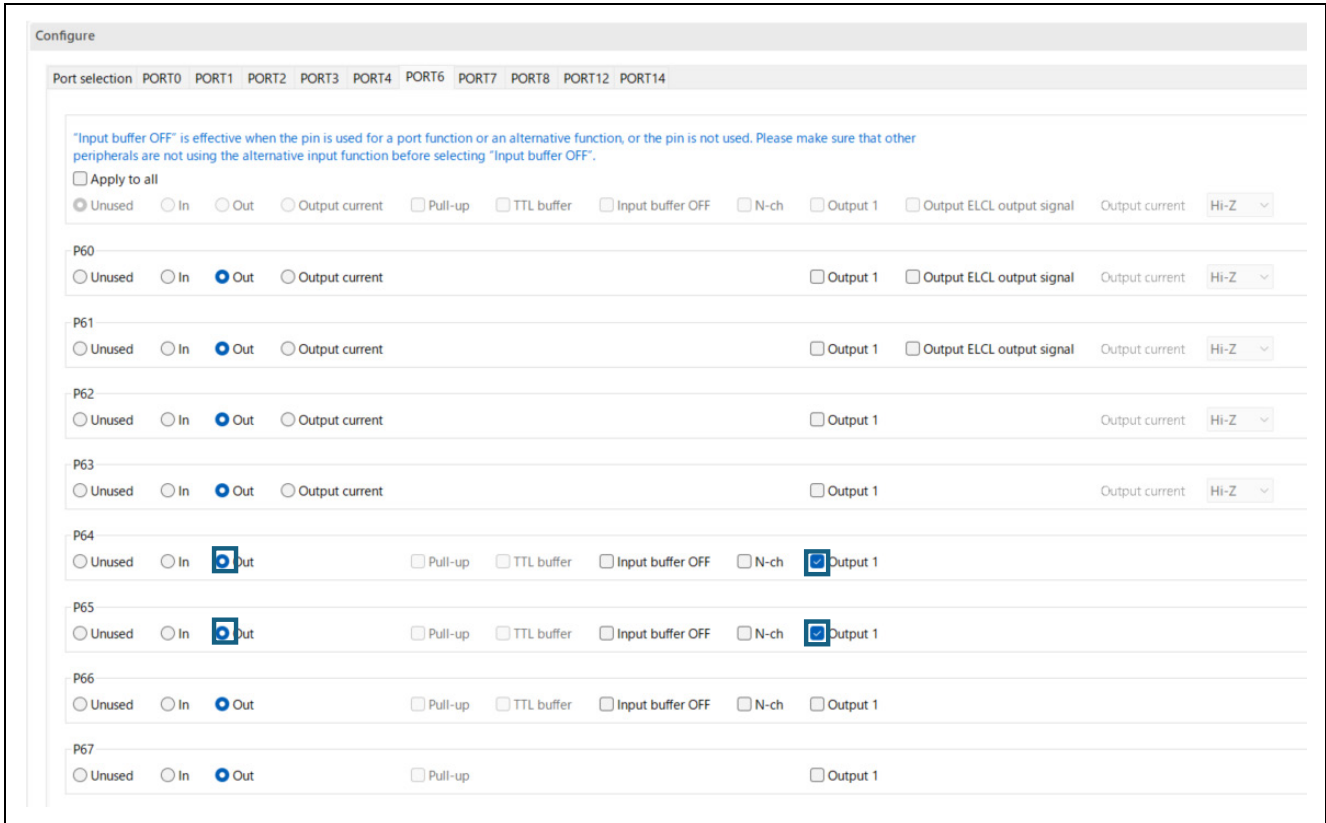 Configure
Port selection PORT0 PORT1 PORT2 PORT3 PORT4 PORT6 PORT7 PORT8 PORT12 PORT14
"Input buffer OFF" is effective when the pin is used for a port function or an alternative function, or the pin is not used. Please make sure that other
peripherals are not using the alternative input function before selecting "Input buffer OFF".
Apply to all
Unused In Out Output current Pull-up TTL buffer Input buffer OFF N-ch Output 1 Output ELCL output signal Output current Hi-Z
P60
Unused In Out Output current Output 1 Output ELCL output signal Output current Hi-Z
P61
Unused In Out Output current Output 1 Output ELCL output signal Output current Hi-Z
P62
Unused In Out Output current Output 1 Output current Hi-Z
P63
Unused In Out Output current Output 1 Output current Hi-Z
P64
Unused In Out Pull-up TTL buffer Input buffer OFF N-ch Output 1
P65
Unused In Out Pull-up TTL buffer Input buffer OFF N-ch Output 1
P66
Unused In Out Pull-up TTL buffer Input buffer OFF N-ch Output 1
P67
Unused In Out Pull-up Output 1